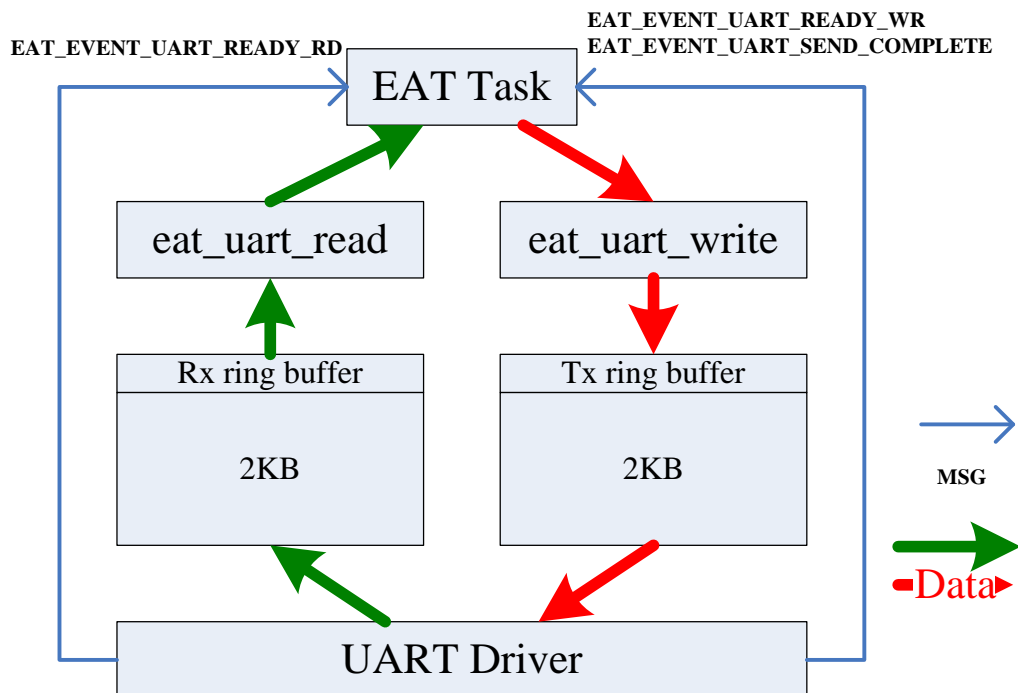 EAT_EVENT_UART_READY_WR
EAT_EVENT_UART_READY_RD
EAT_EVENT_UART_SEND_COMPLETE
EAT Task
eat_uart_read
eat_uart_write
Rx ring buffer
Tx ring buffer
2KB
2KB
MSG
Data
UART Driver